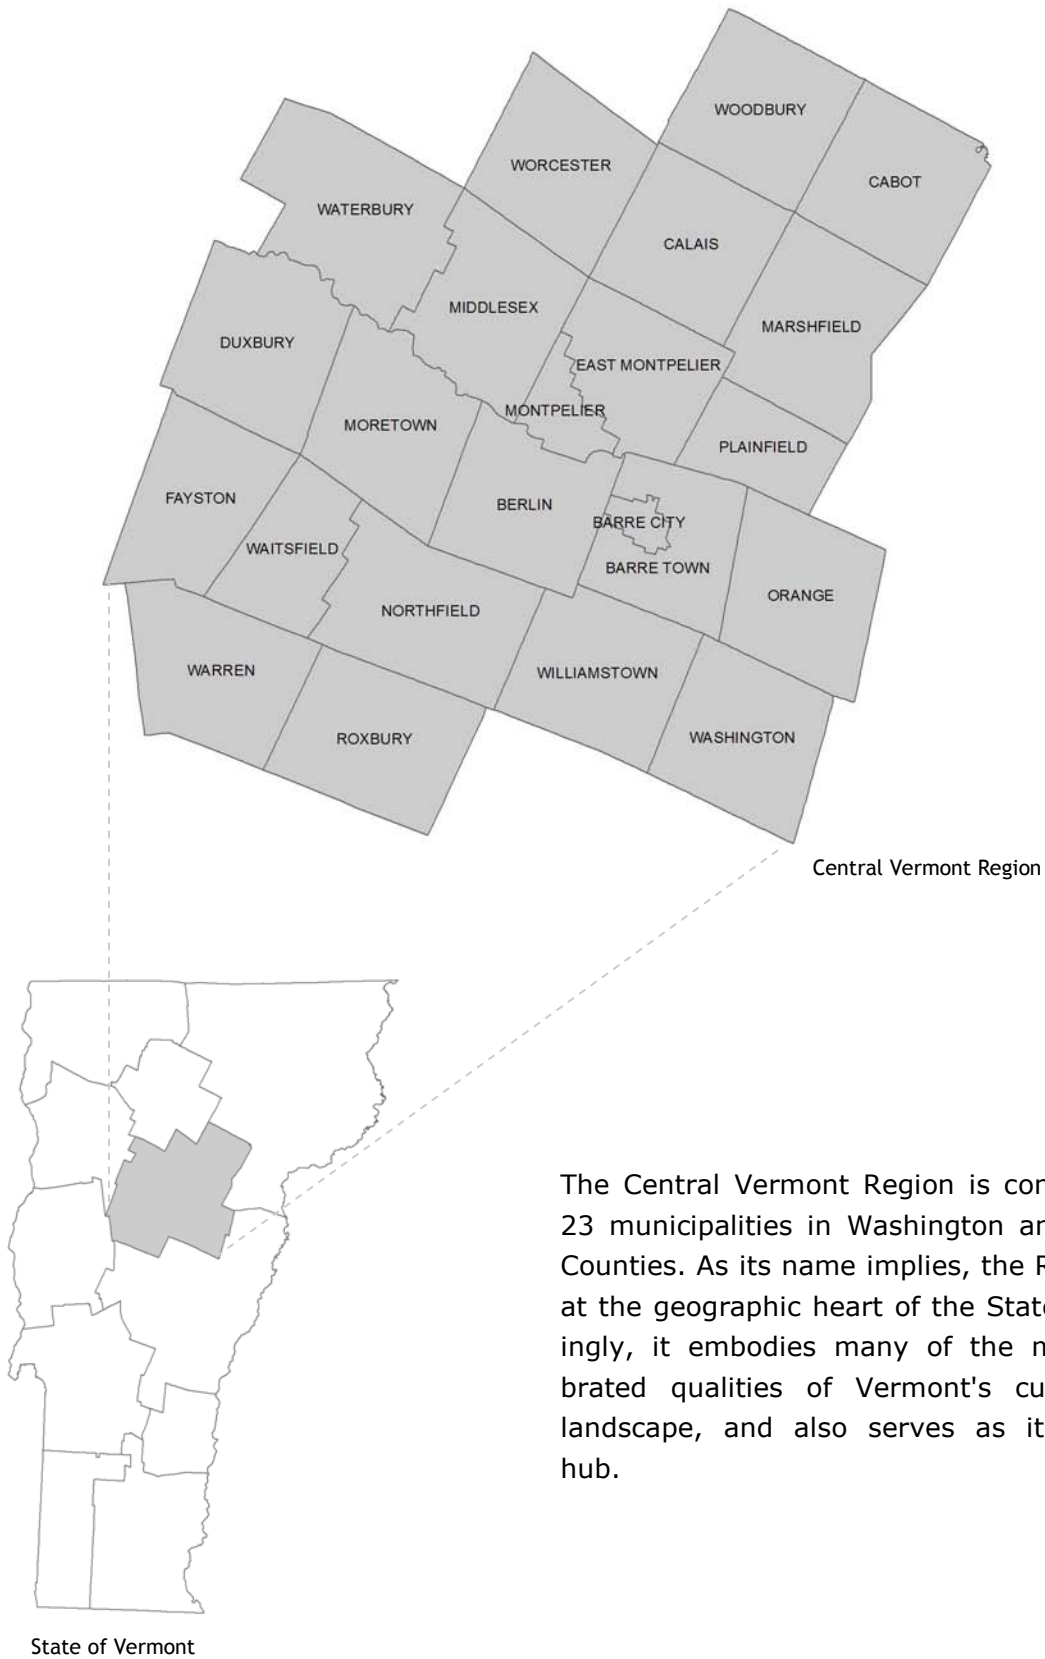 WOODBURY
WORCESTER
CABOT
WATERBURY
CALAIS
MIDDLESEX
MARSHFIELD
DUXBURY
EAST MONTPELIER
MONTPELIER
MORETOWN
PLAINFIELD
FAYSTON
BERLIN
BARRE CITY
WAITSFIELD
BARRE TOWN
ORANGE
NORTHFIELD
WARREN
WILLIAMSTOWN
ROXBURY
WASHINGTON
Central Vermont Region
The Central Vermont Region is con
23 municipalities in Washington an
Counties. As its name implies, the R
at the geographic heart of the State
ingly, it embodies many of the m
brated qualities of Vermont's cu
landscape, and also serves as it
hub.
State of Vermont